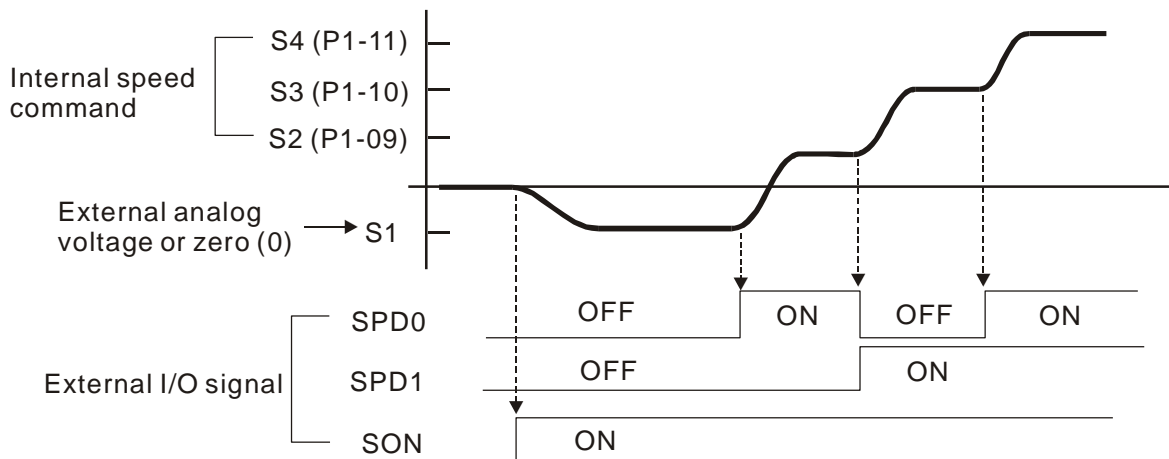 S4 (P1-11)
Internal speed
command
S3 (P1-10)
S2 (P1-09)
External analog
voltage or zero (0)
S1
SPD0
OFF
ON
OFF
ON
External I/O signal
SPD1
OFF
ON
SON
ON